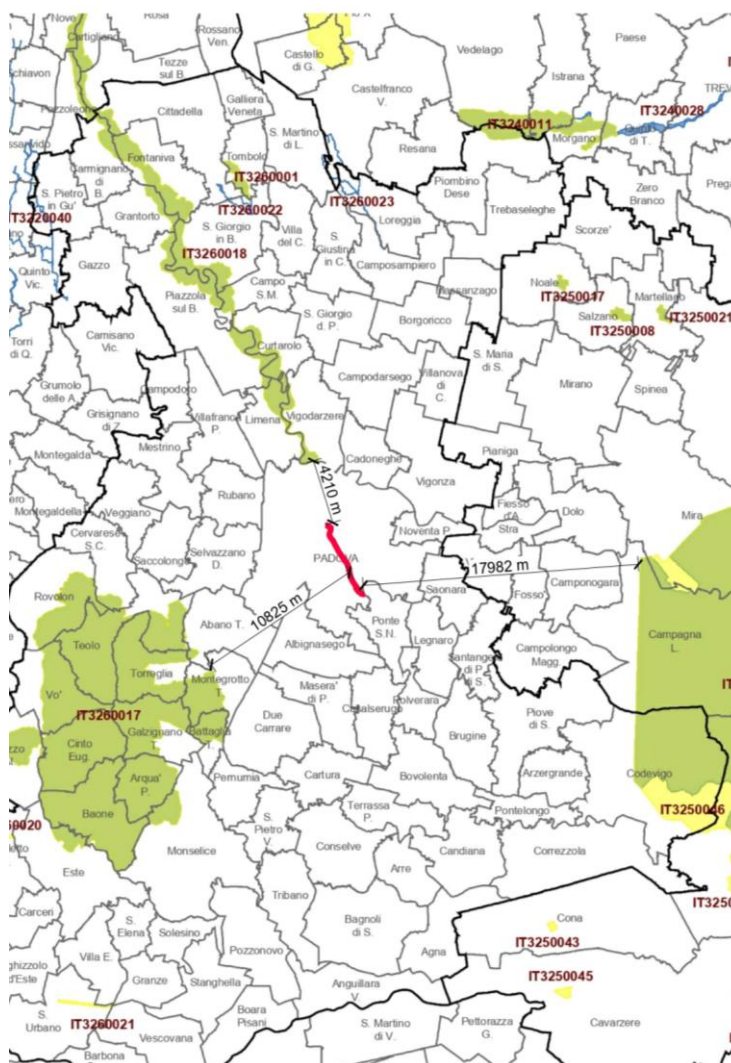 Nove
Rosa
Rossano
Ven.
Cartigliano
Schiavon
Tezze
sul B.
Castello
di G.
Vedelago
Paese
Istrana
Castelfranco
V.
Galliera
Veneta
Cittadella
Pozzoleone
S. Martino
di L.
IT3240011
IT3240028
Morgano
Quinto
di T.
Resana
Fontaniva
Tombolo
IT3260001
IT3260022
IT3260023
Carmignano
di
B.
S. Pietro
in Gu'
Grantorto
S. Giorgio
in B.
Villa
del C.
S.
Giustina
in C.
Loreggia
Piombino
Dese
Trebaseleghe
Zero
Branco
Scorze'
IT3220040
Quinto
Vic.
Gazzo
IT3260018
Campo
S.M.
Camposampiero
Massanzago
Noale
IT3250017
Martellago
Salzano
IT3250008
IT3250021
Piazzola
sul B.
S. Giorgio
d. P.
Borgoricco
Torri
di Q.
Camisano
Vic.
Curtarolo
S. Maria
di S.
Mirano
Spinea
Grumolo
delle A.
Campodoro
Campodarsego
Villanova
di
C.
Grisignano
di Z.
Villafranca
P.
Limena
Vigodarzere
Montegalda
Mestrino
Cadoneghe
Pianiga
Vigonza
Rubano
4210 m
Montegaldella
Veggiano
Fiesso
d'A
Stra
Dolo
Mira
Noventa P.
Cervarese
S.C.
Saccolongo
Selvazzano
D.
PADOVA
17982 m
Rovolon
Saonara
Fosso'
Camponogara
10825 m
Abano T.
Ponte
S.N.
Legnaro
Teolo
Albignasego
Campagna
L.
Torreglia
Montegrotto
T.
Santangelo
di P.
di S.
Campolongo
Magg.
Vo'
Masera'
di P.
Casalserugo
Polverara
IT3260017
Due
Carrare
Brugine
Piove
di S.
Galzignano
T.
Battaglia
T.
Cinto
Eug.
Codevigo
Arqua'
P.
Pernumia
Cartura
Bovolenta
Arzergrande
Baone
Terrassa
P.
Pontelongo
IT3250046
S.
Pietro
V.
Conselve
Candiana
Correzzola
Monselice
Arre
Este
Tribano
Carceri
S.
Elena
Solesino
Bagnoli
di S.
Cona
IT3250043
Villa E.
Pozzonovo
Agna
Granze
Stanghella
Anguillara
V.
IT3250045
S.
Urbano
IT3260021
Boara
Pisani
Cavarzere
Vescovana
S. Martino
di V.
Pettorazza
G.
Barbona